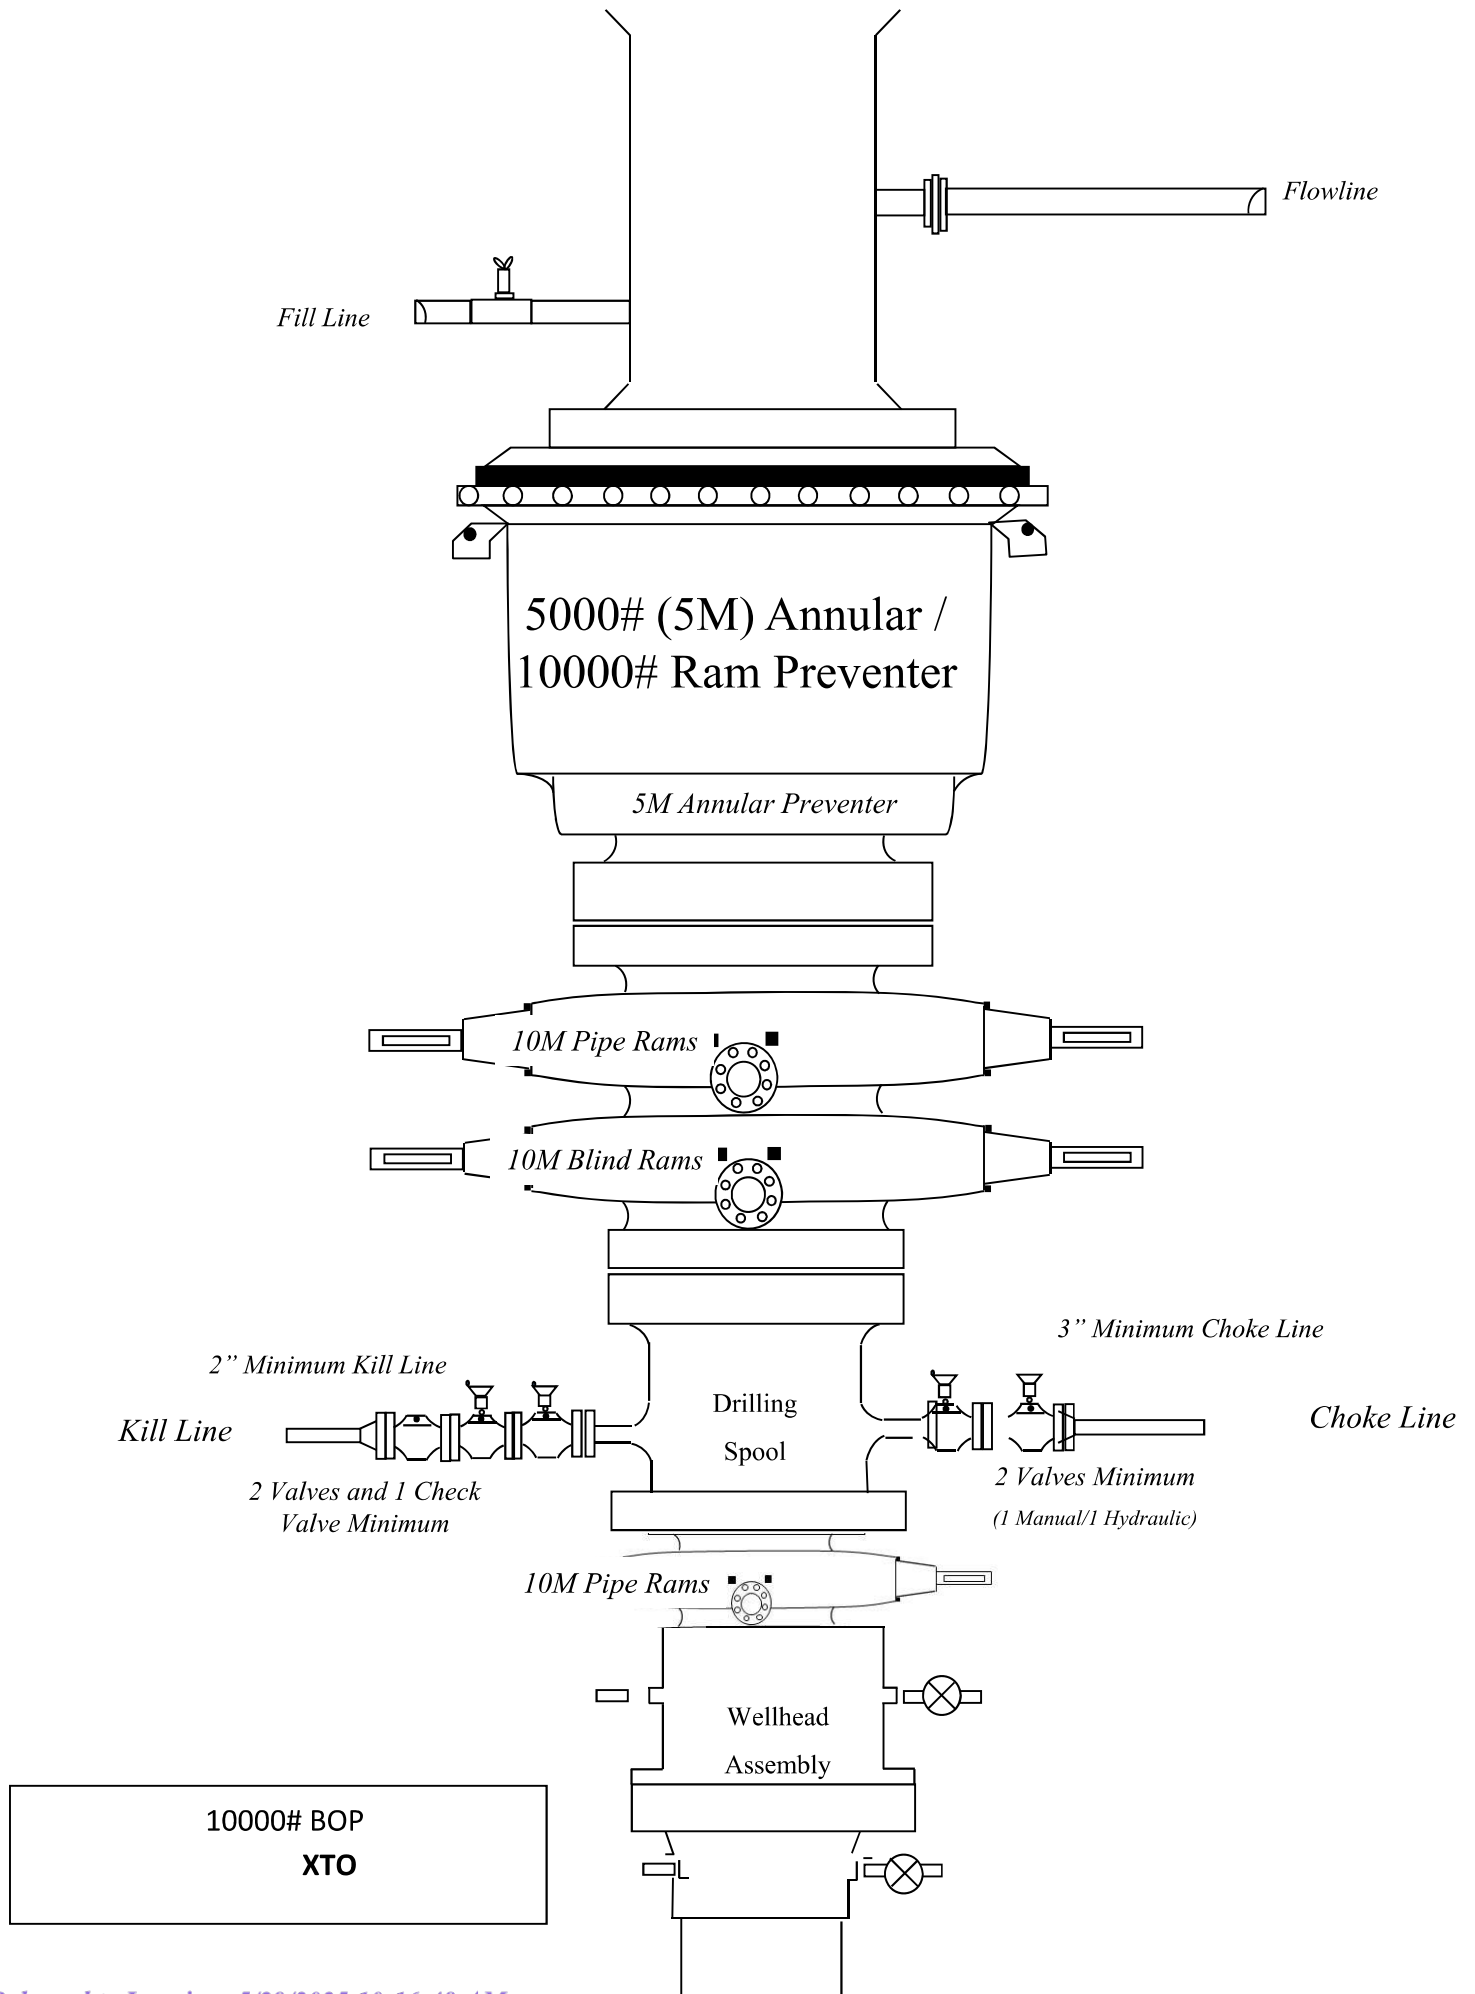 Flowline
Fill Line
5000# (5M) Annular /
10000# Ram Preventer
5M Annular Preventer
10M Pipe Rams
10M Blind Rams
3” Minimum Choke Line
2” Minimum Kill Line
Drilling
Spool
Kill Line
Choke Line
2 Valves and 1 Check
Valve Minimum
2 Valves Minimum
(1 Manual/1 Hydraulic)
10M Pipe Rams
Wellhead
Assembly
10000# BOP
XTO